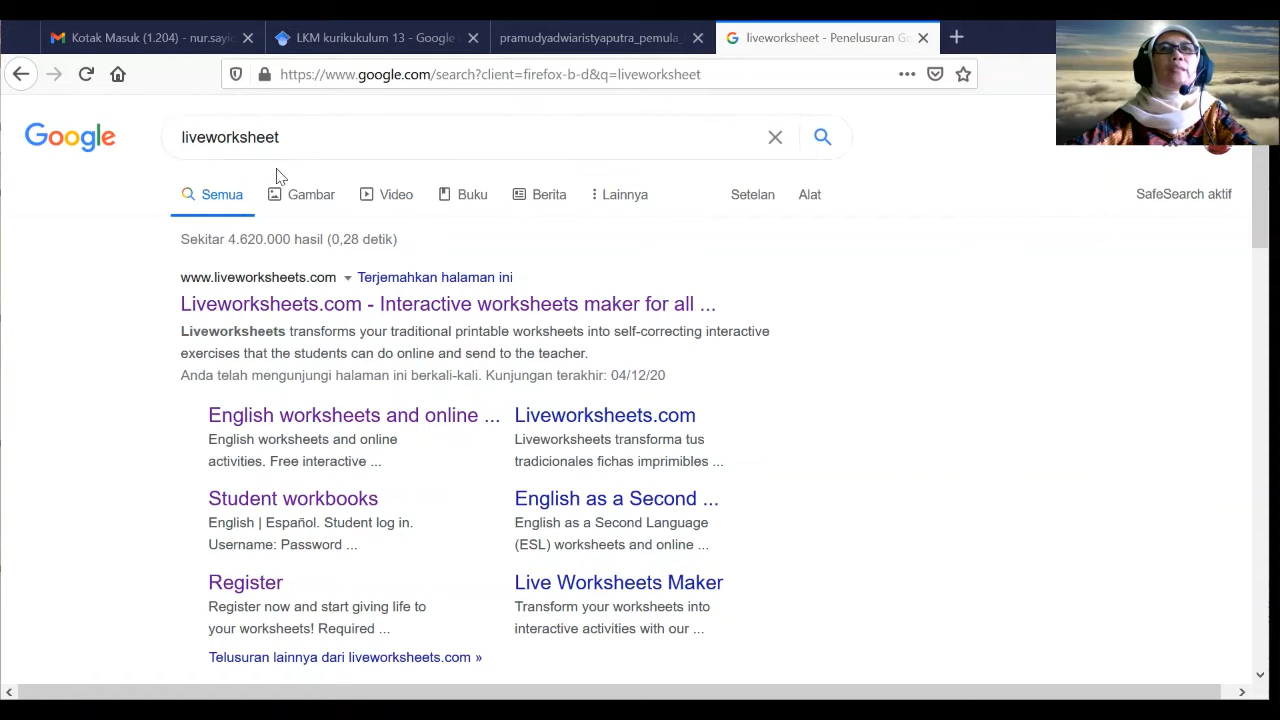 Kotak Masuk (1.204) - nur.sayid
LKM kurikukulum 13 - Google
pramudyadwiaristyaputra_pemula_
liveworksheet - Penelusuran Go
https://www.google.com/search?client=firefox-b-d&q=liveworksheet
Google
liveworksheet
Semua
Gambar
Video
Buku
Berita
Lainnya
Setelan
Alat
SafeSearch aktif
Sekitar 4.620.000 hasil (0,28 detik)
www.liveworksheets.com Terjemahkan halaman ini
Liveworksheets.com - Interactive worksheets maker for all ...
Liveworksheets transforms your traditional printable worksheets into self-correcting interactive
exercises that the students can do online and send to the teacher.
Anda telah mengunjungi halaman ini berkali-kali. Kunjungan terakhir: 04/12/20
English worksheets and online ...
English worksheets and online
activities. Free interactive ...
Liveworksheets.com
Liveworksheets transforma tus
tradicionales fichas imprimibles ...
Student workbooks
English | Español. Student log in.
Username: Password ...
English as a Second ...
English as a Second Language
(ESL) worksheets and online ...
Register
Register now and start giving life to
your worksheets! Required ...
Live Worksheets Maker
Transform your worksheets into
interactive activities with our ...
Telusuran lainnya dari liveworksheets.com »